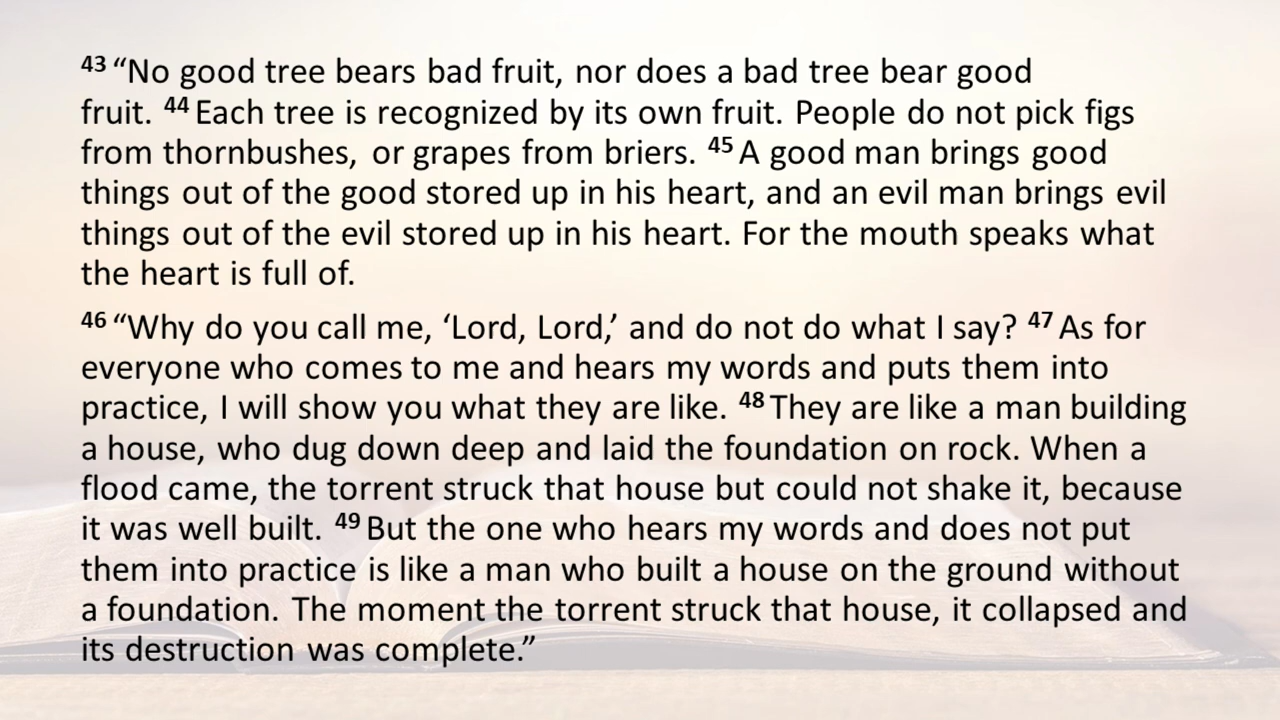 43 “No good tree bears bad fruit, nor does a bad tree bear good
fruit. 44 Each tree is recognized by its own fruit. People do not pick figs
from thornbushes, or grapes from briers. 45 A good man brings good
things out of the good stored up in his heart, and an evil man brings evil
things out of the evil stored up in his heart. For the mouth speaks what
the heart is full of.
46 “Why do you call me, ‘Lord, Lord,’ and do not do what I say? 47 As for
everyone who comes to me and hears my words and puts them into
practice, I will show you what they are like. 48 They are like a man building
a house, who dug down deep and laid the foundation on rock. When a
flood came, the torrent struck that house but could not shake it, because
it was well built. 49 But the one who hears my words and does not put
them into practice is like a man who built a house on the ground without
a foundation. The moment the torrent struck that house, it collapsed and
its destruction was complete.”